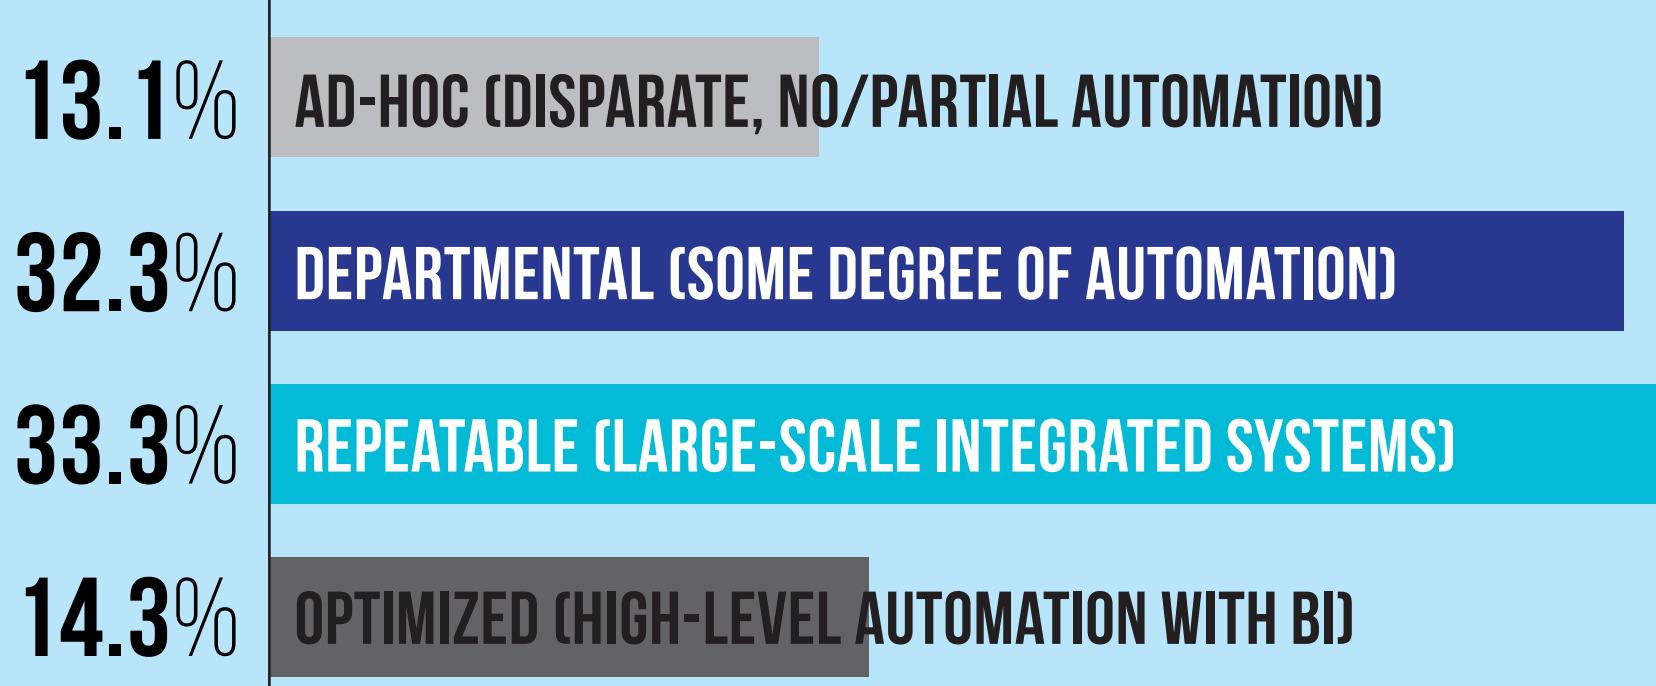 13.1% AD-HOC (DISPARATE, NO/PARTIAL AUTOMATION)
32.3% DEPARTMENTAL (SOME DEGREE OF AUTOMATION)
33.3% REPEATABLE (LARGE-SCALE INTEGRATED SYSTEMS)
14.3% OPTIMIZED (HIGH-LEVEL AUTOMATION WITH BI)